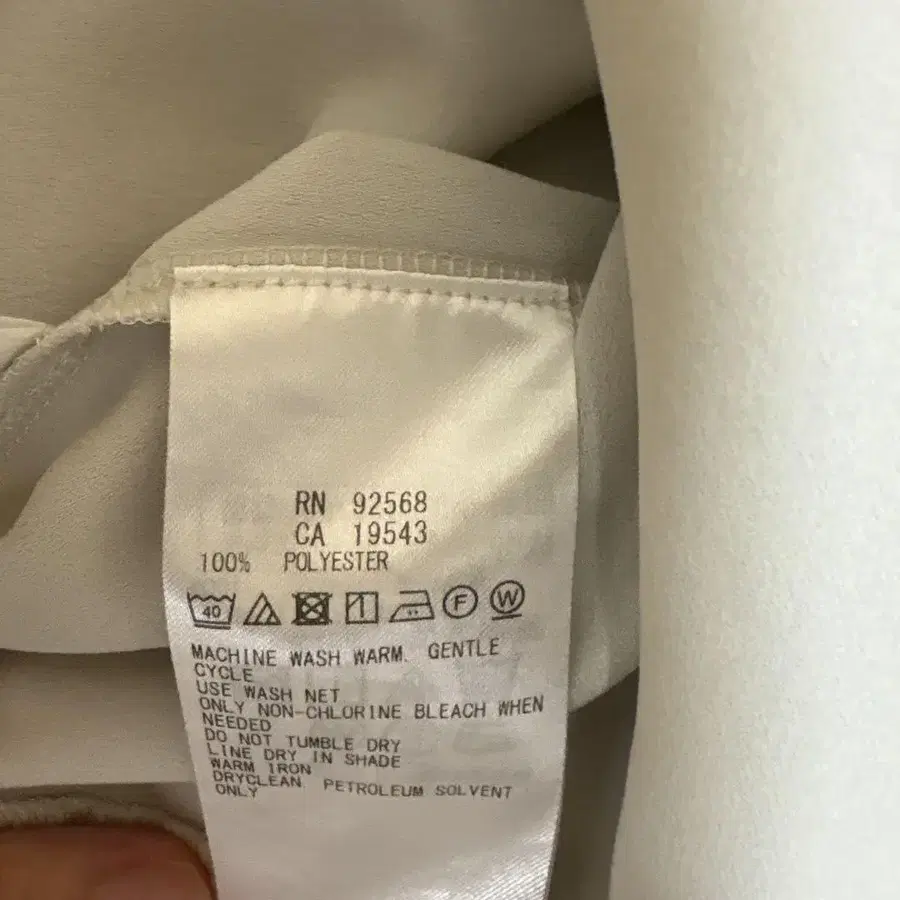 RN 92568
CA 19543
100% POLYESTER
40 F W
MACHINE WASH WARM. GENTLE
CYCLE
USE WASH NET
ONLY NON-CHLORINE BLEACH WHEN
NEEDED
DO NOT TUMBLE DRY
LINE DRY IN SHADE
WARM IRON
DRYCLEAN. PETROLEUM SOLVENT
ONLY